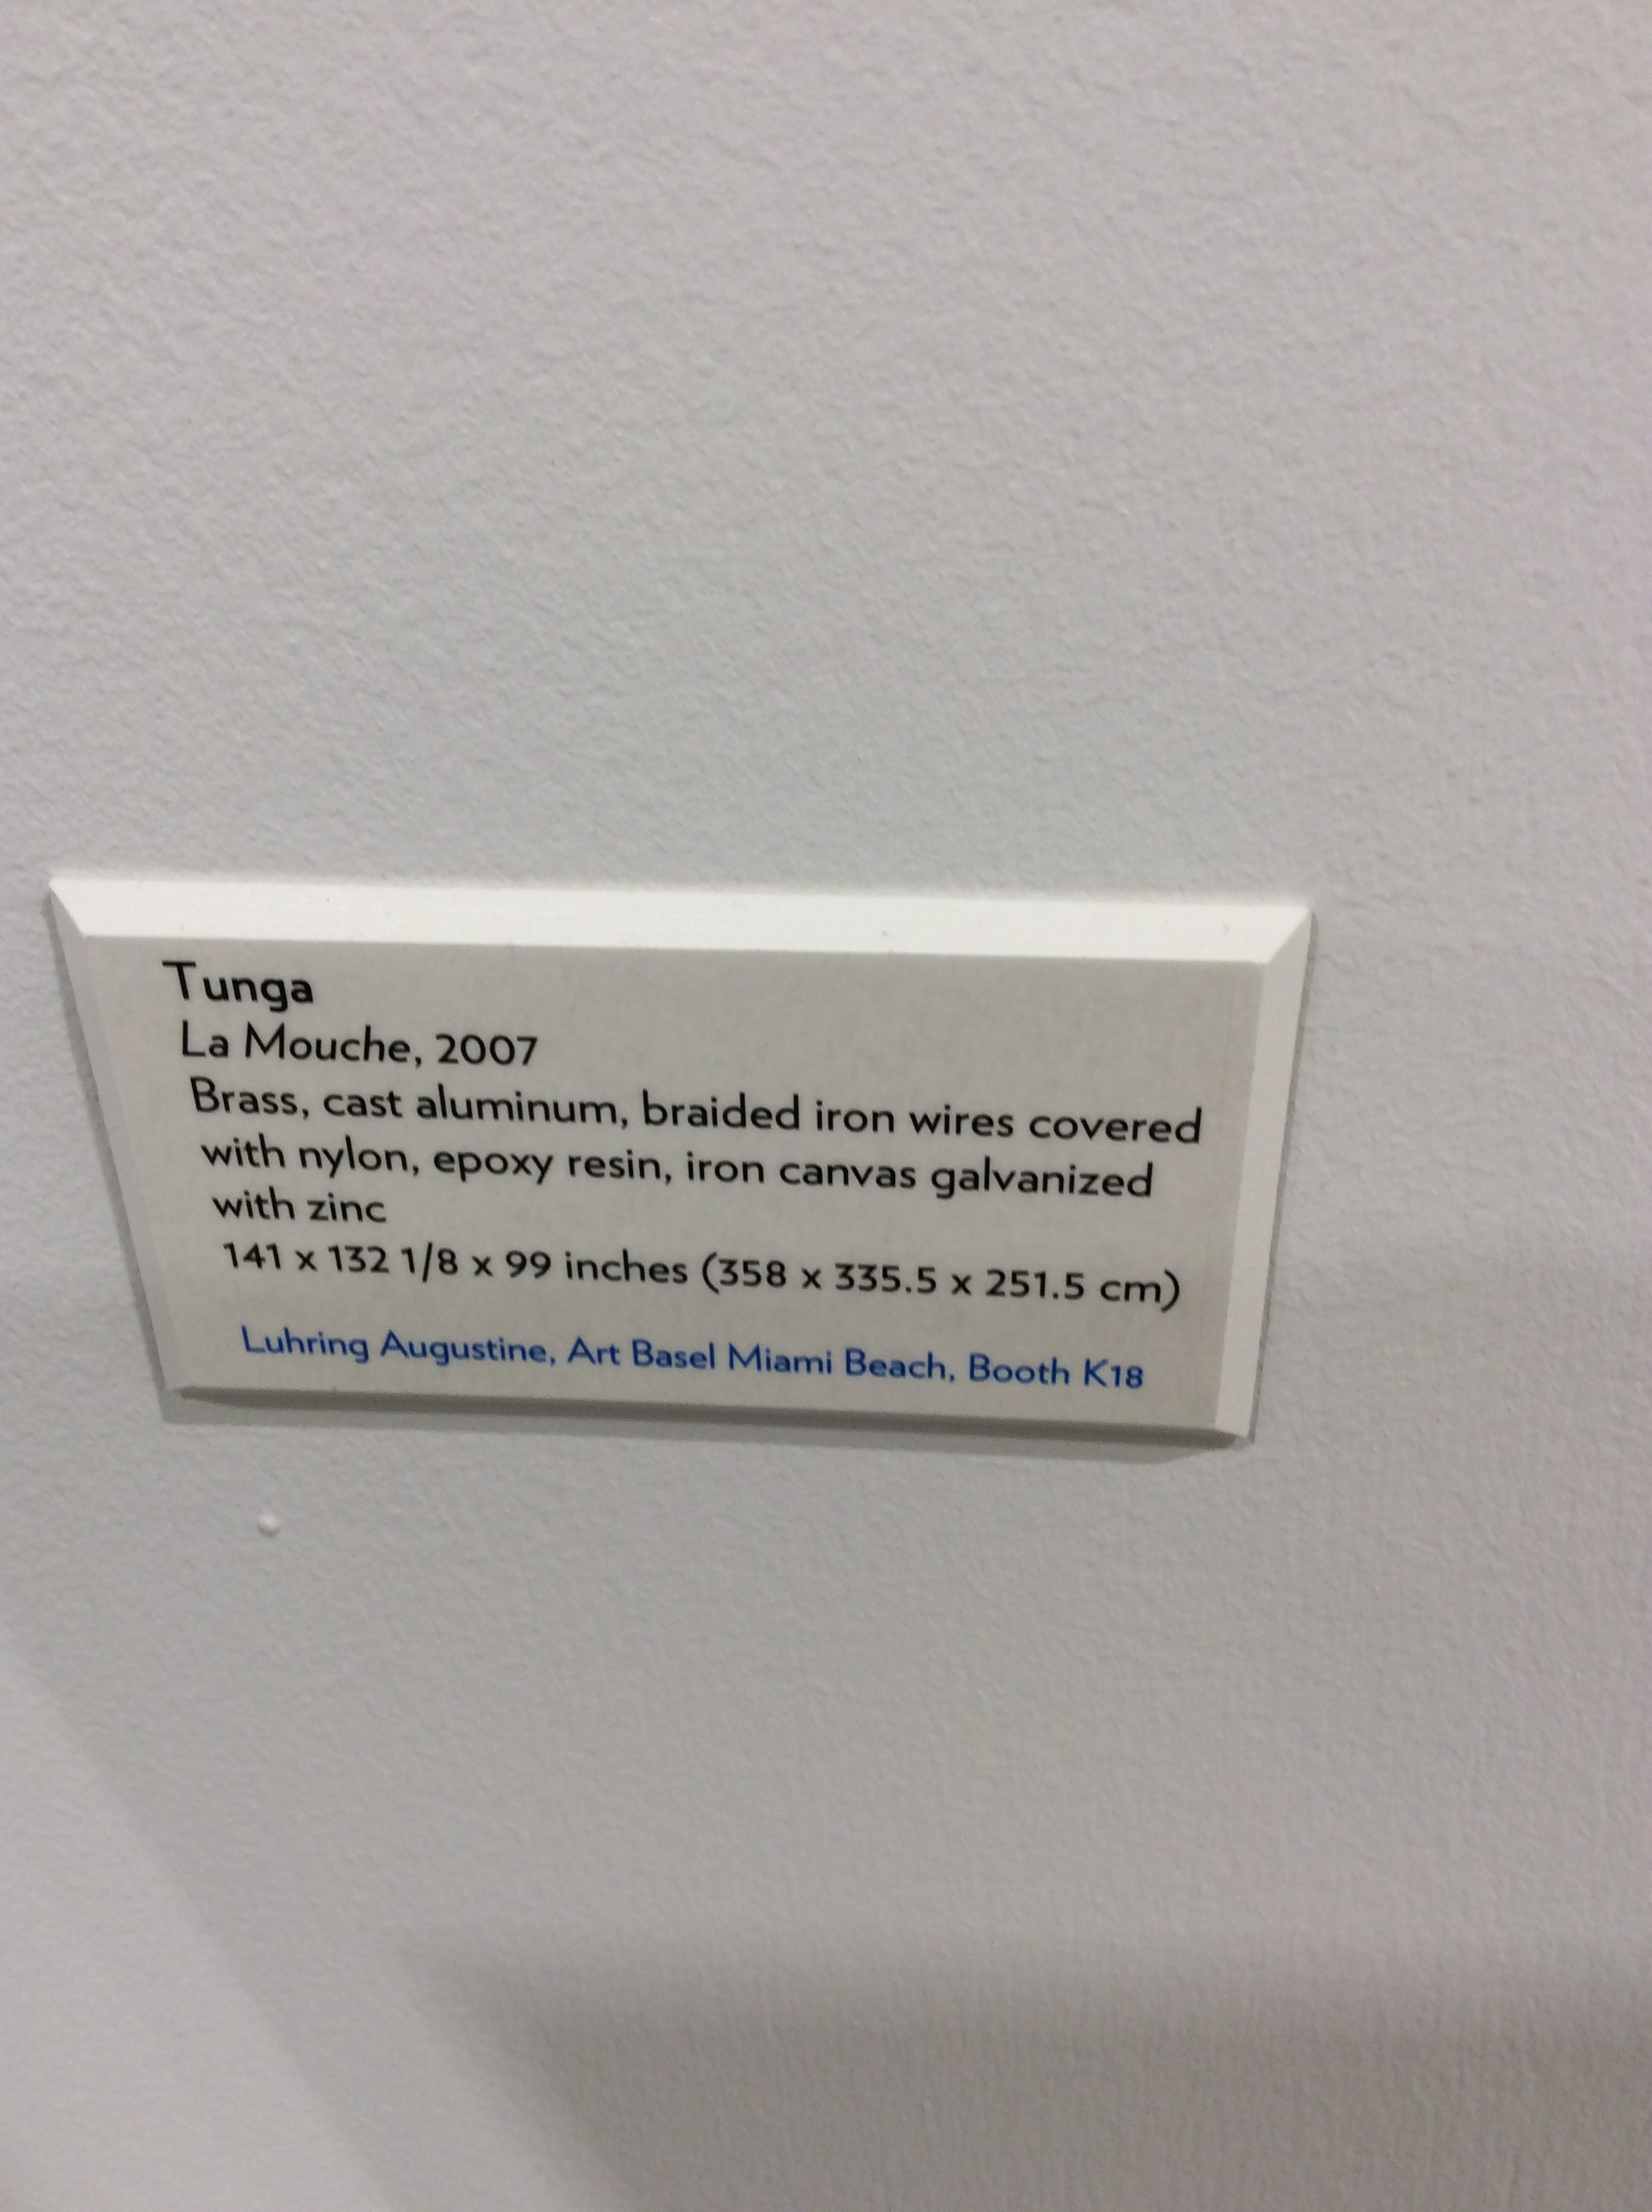 Tunga
La Mouche, 2007
Brass, cast aluminum, braided iron wires covered
with nylon, epoxy resin, iron canvas galvanized
with zinc
141 x 132 1/8 x 99 inches (358 x 335.5 x 251.5 cm)
Luhring Augustine, Art Basel Miami Beach, Booth K18